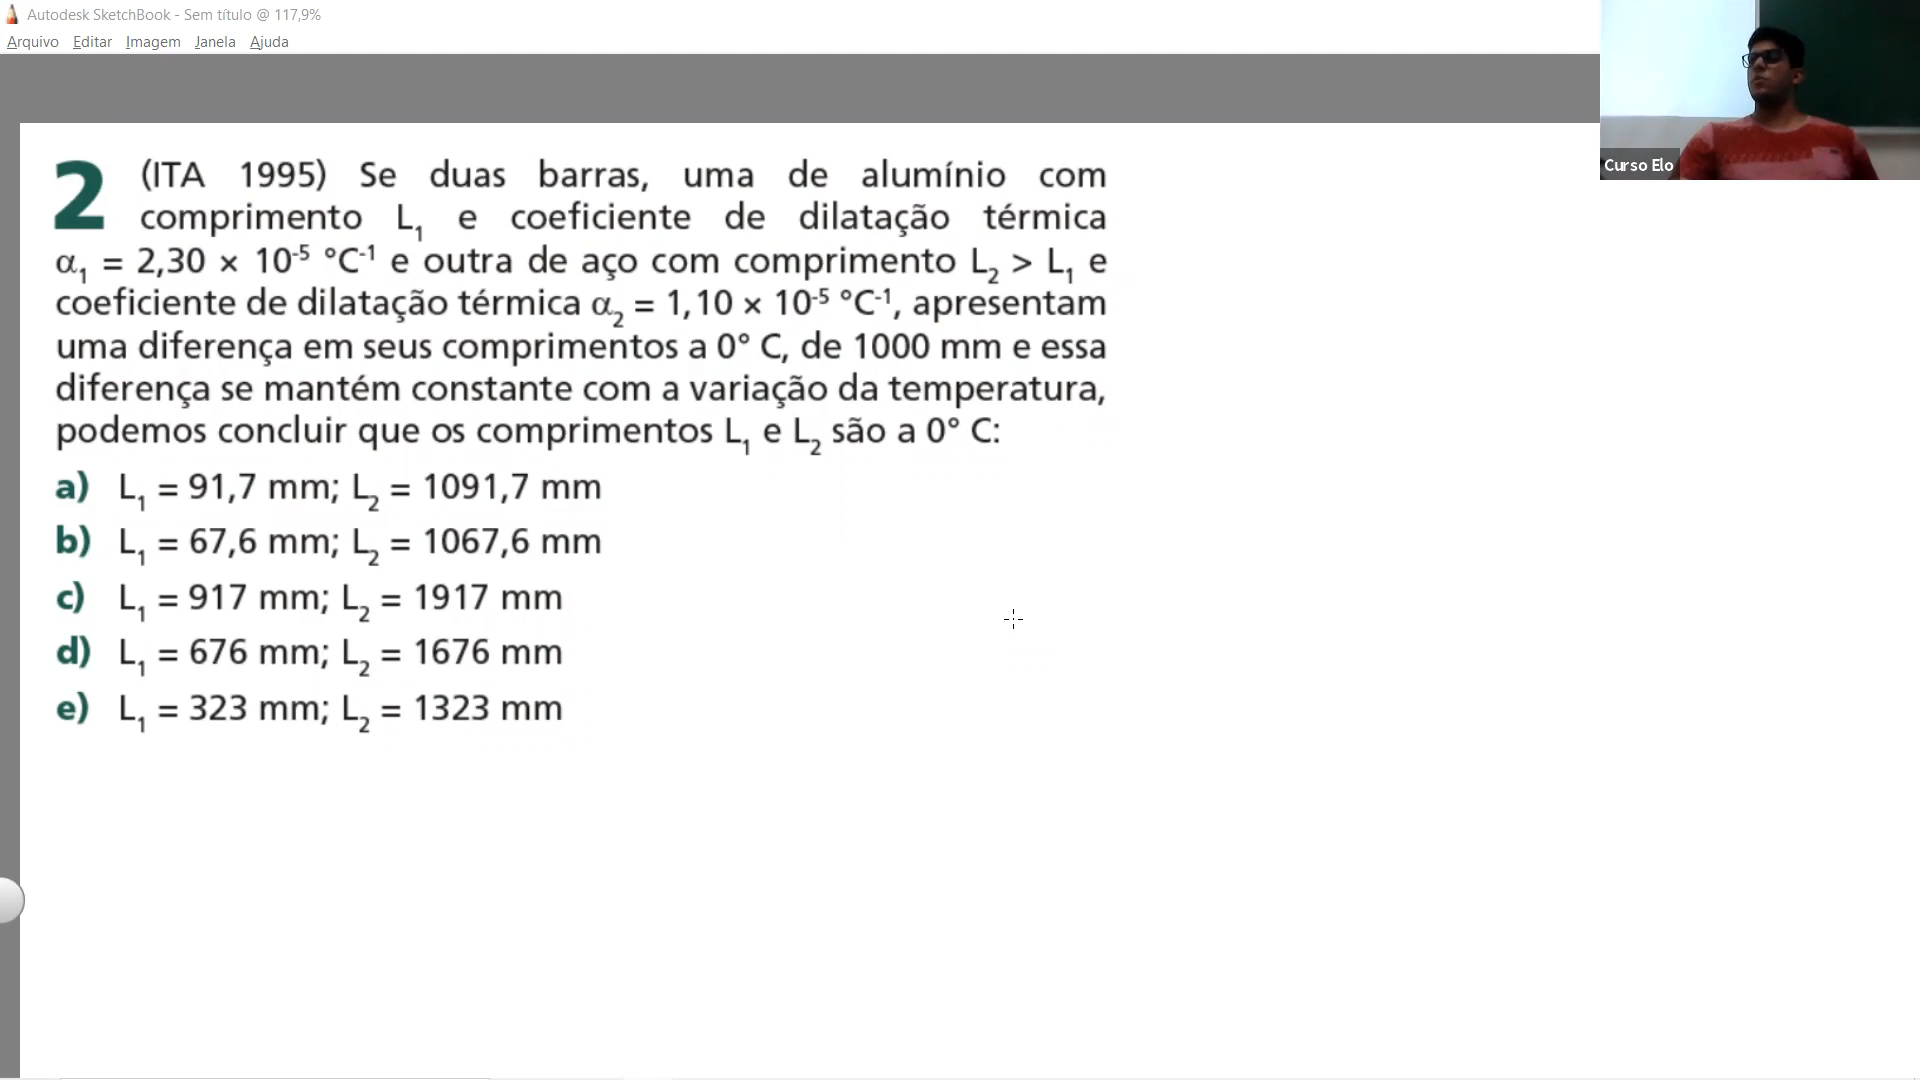 Autodesk SketchBook - Sem título @ 117,9%
Arquivo Editar Imagem Janela Ajuda
Curso Elo
2 (ITA 1995) Se duas barras, uma de alumínio com
comprimento L₁ e coeficiente de dilatação térmica
α₁ = 2,30 × 10⁻⁵ °C⁻¹ e outra de aço com comprimento L₂ > L₁ e
coeficiente de dilatação térmica α₂ = 1,10 × 10⁻⁵ °C⁻¹, apresentam
uma diferença em seus comprimentos a 0° C, de 1000 mm e essa
diferença se mantém constante com a variação da temperatura,
podemos concluir que os comprimentos L₁ e L₂ são a 0° C:
a) L₁ = 91,7 mm; L₂ = 1091,7 mm
b) L₁ = 67,6 mm; L₂ = 1067,6 mm
c) L₁ = 917 mm; L₂ = 1917 mm
d) L₁ = 676 mm; L₂ = 1676 mm
e) L₁ = 323 mm; L₂ = 1323 mm